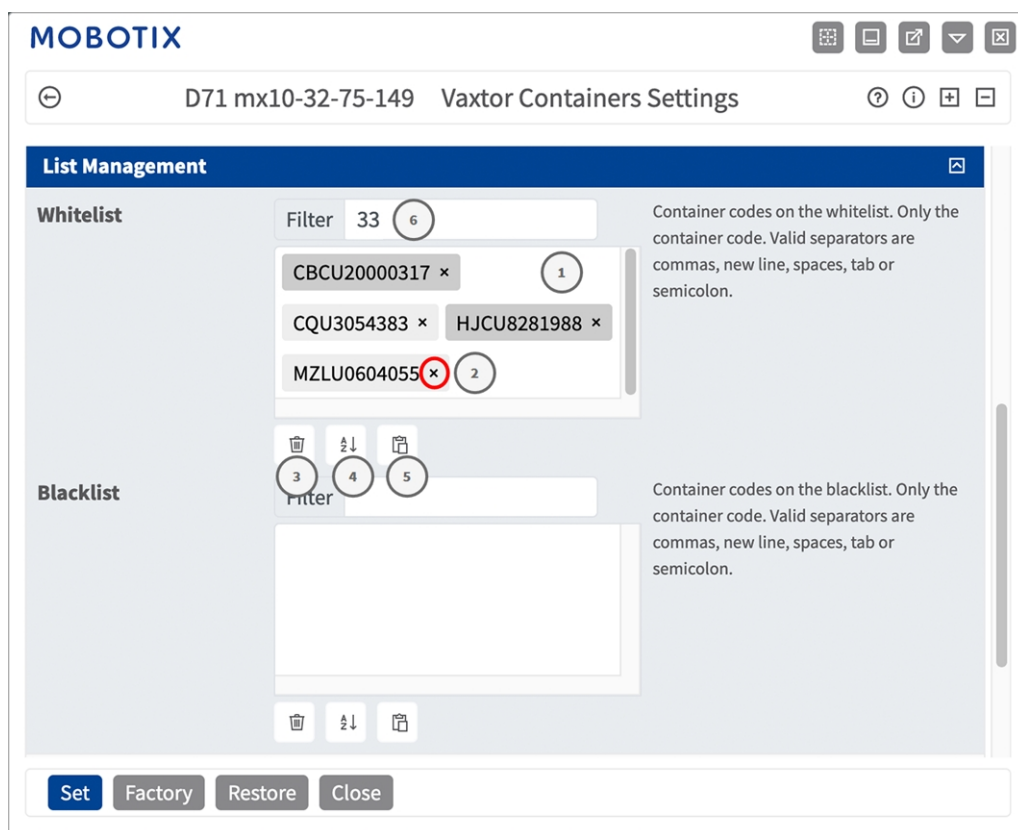 MOBOTIX
D71 mx10-32-75-149 Vaxtor Containers Settings
List Management
Whitelist
Filter 33 6
CBCU20000317 × 1
CQU3054383 × HJCU8281988 ×
MZLU0604055 × 2
3 4 5
Container codes on the whitelist. Only the
container code. Valid separators are
commas, new line, spaces, tab or
semicolon.
Blacklist
Filter
Container codes on the blacklist. Only the
container code. Valid separators are
commas, new line, spaces, tab or
semicolon.
Set Factory Restore Close